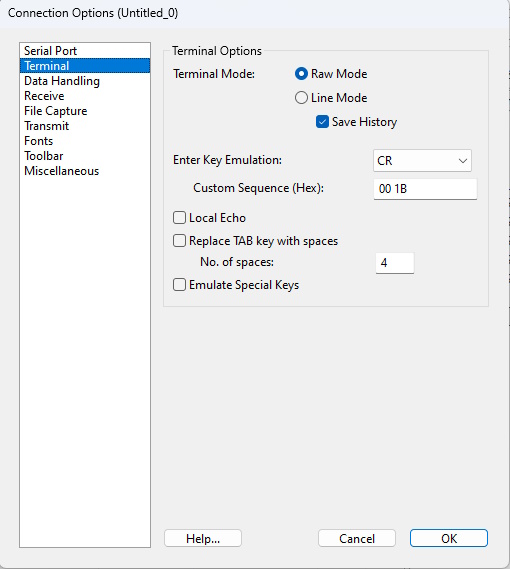 Connection Options (Untitled_0)
Serial Port
Terminal
Data Handling
Receive
File Capture
Transmit
Fonts
Toolbar
Miscellaneous
Terminal Options
Terminal Mode:
Raw Mode
Line Mode
Save History
Enter Key Emulation:
CR
Custom Sequence (Hex):
00 1B
Local Echo
Replace TAB key with spaces
No. of spaces:
4
Emulate Special Keys
Help...
Cancel
OK